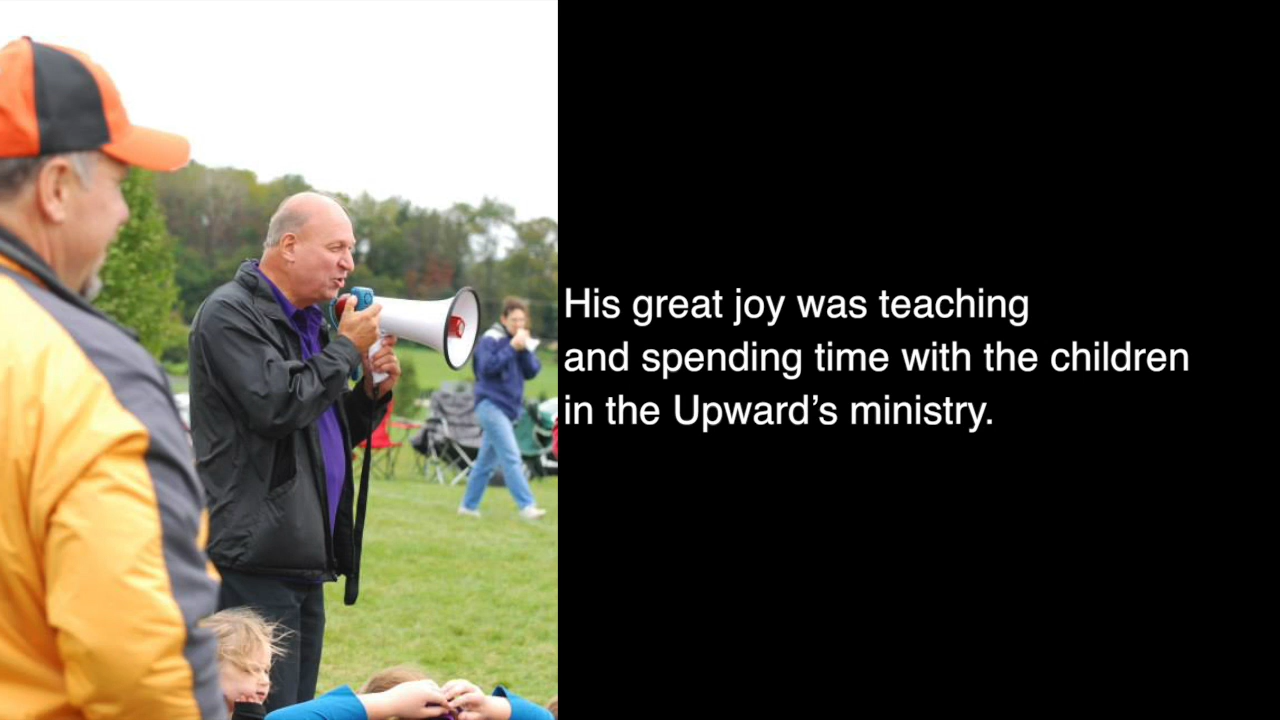 His great joy was teaching
and spending time with the children
in the Upward’s ministry.